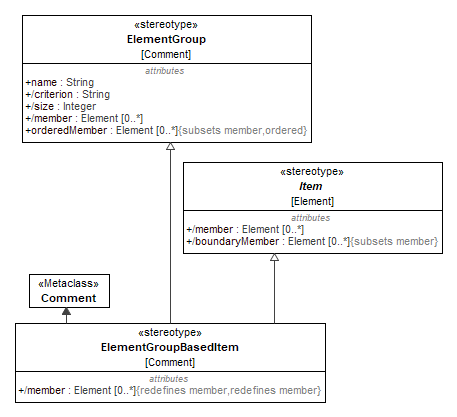 «stereotype»
ElementGroup
[Comment]
attributes
+name : String
+/criterion : String
+/size : Integer
+/member : Element [0..*]
+orderedMember : Element [0..*]{subsets member,ordered}
«stereotype»
Item
[Element]
attributes
+/member : Element [0..*]
+/boundaryMember : Element [0..*]{subsets member}
«Metaclass»
Comment
«stereotype»
ElementGroupBasedItem
[Comment]
attributes
+/member : Element [0..*]{redefines member,redefines member}